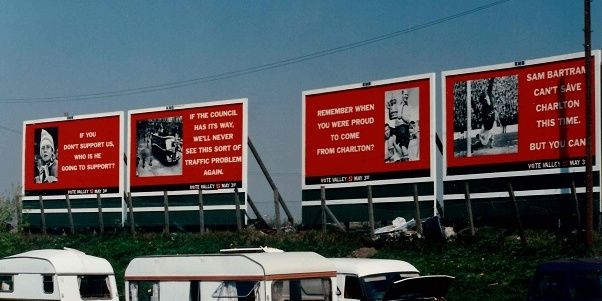 IF YOU
DON'T SUPPORT US,
WHO IS HE
GOING TO SUPPORT?
VOTE VALLEY MAY 3RD
IF THE COUNCIL
HAS ITS WAY,
WE'LL NEVER
SEE THIS SORT OF
TRAFFIC PROBLEM
AGAIN.
VOTE VALLEY MAY 3RD
REMEMBER WHEN
YOU WERE PROUD
TO COME
FROM CHARLTON?
VOTE VALLEY MAY 3RD
SAM BARTRAM
CAN'T SAVE
CHARLTON
THIS TIME.
BUT YOU CAN
VOTE VALLEY MAY 3RD